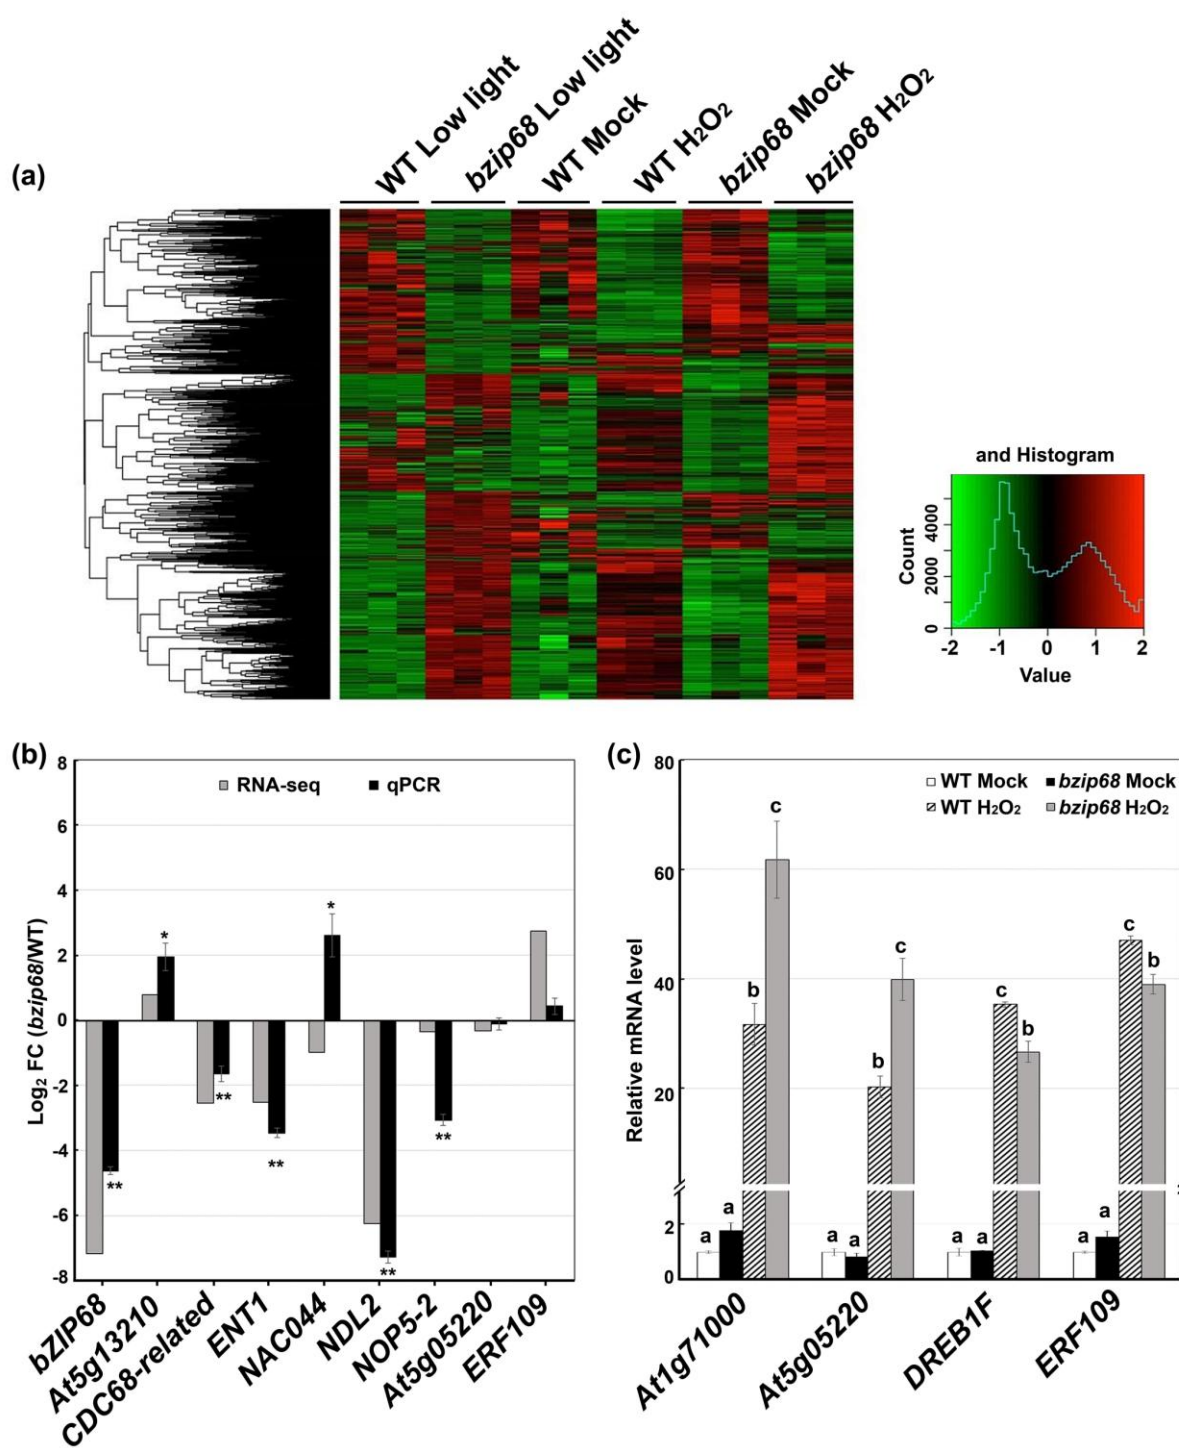 (a)
WT Low light
bzip68 Low light
WT Mock
WT H₂O₂
bzip68 Mock
bzip68 H₂O₂
and Histogram
Count
0 2000 4000
-2 -1 0 1 2
Value
(b)
8
6
4
2
0
-2
-4
-6
-8
Log₂ FC (bzip68/WT)
RNA-seq qPCR
*
*
**
**
**
**
**
bZIP68
At5g13210
CDC68-related
ENT1
NAC044
NDL2
NOP5-2
At5g05220
ERF109
(c)
80
60
40
20
2
0
Relative mRNA level
WT Mock bzip68 Mock
WT H₂O₂ bzip68 H₂O₂
a a b c
a a b c
a a c b
a a c b
At1g71000
At5g05220
DREB1F
ERF109